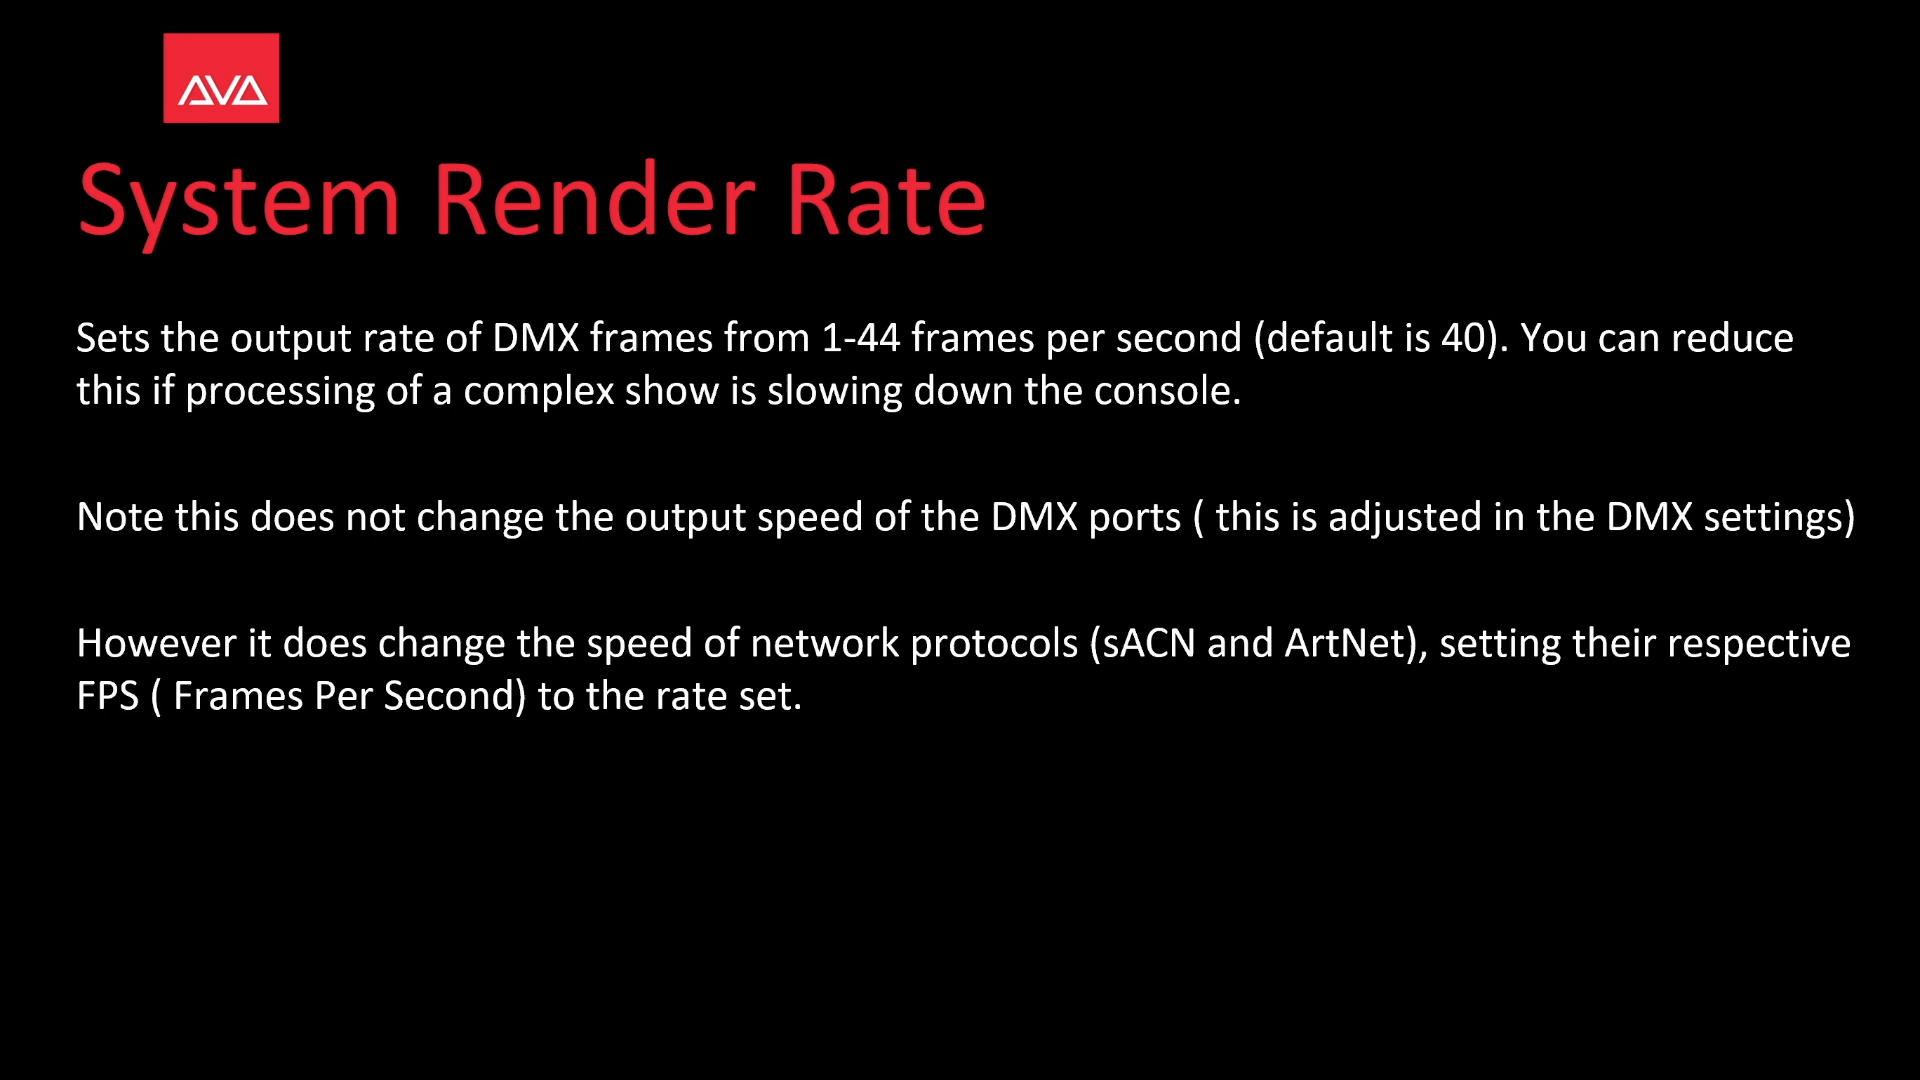 AVA
System Render Rate
Sets the output rate of DMX frames from 1-44 frames per second (default is 40). You can reduce
this if processing of a complex show is slowing down the console.
Note this does not change the output speed of the DMX ports ( this is adjusted in the DMX settings)
However it does change the speed of network protocols (sACN and ArtNet), setting their respective
FPS ( Frames Per Second) to the rate set.